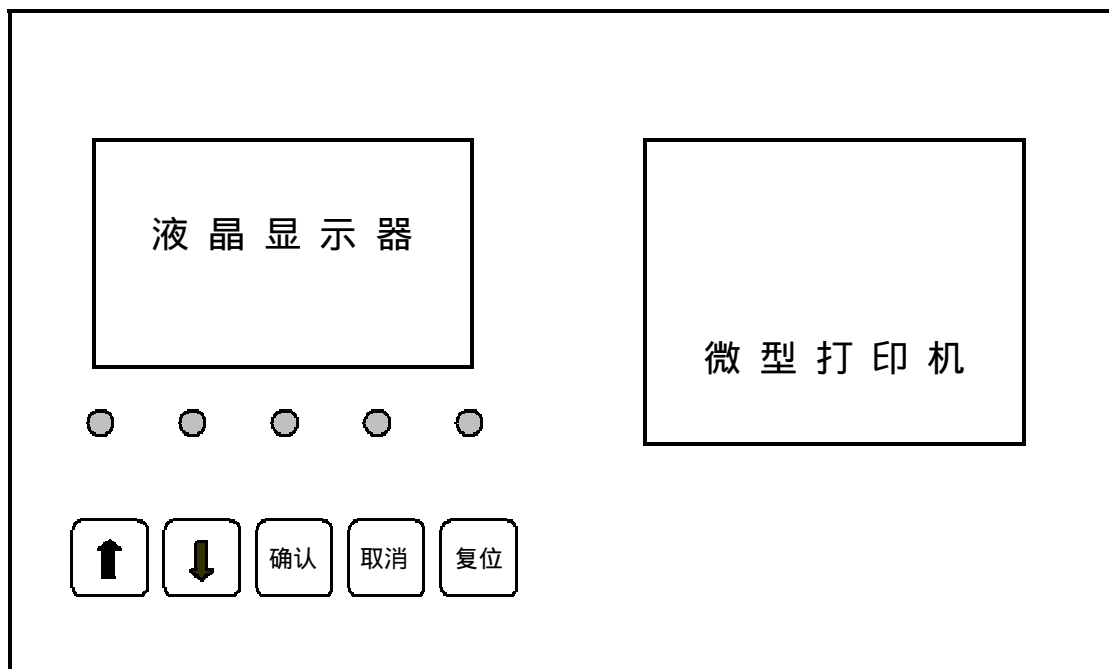 液晶显示器
微型打印机
确认 取消 复位